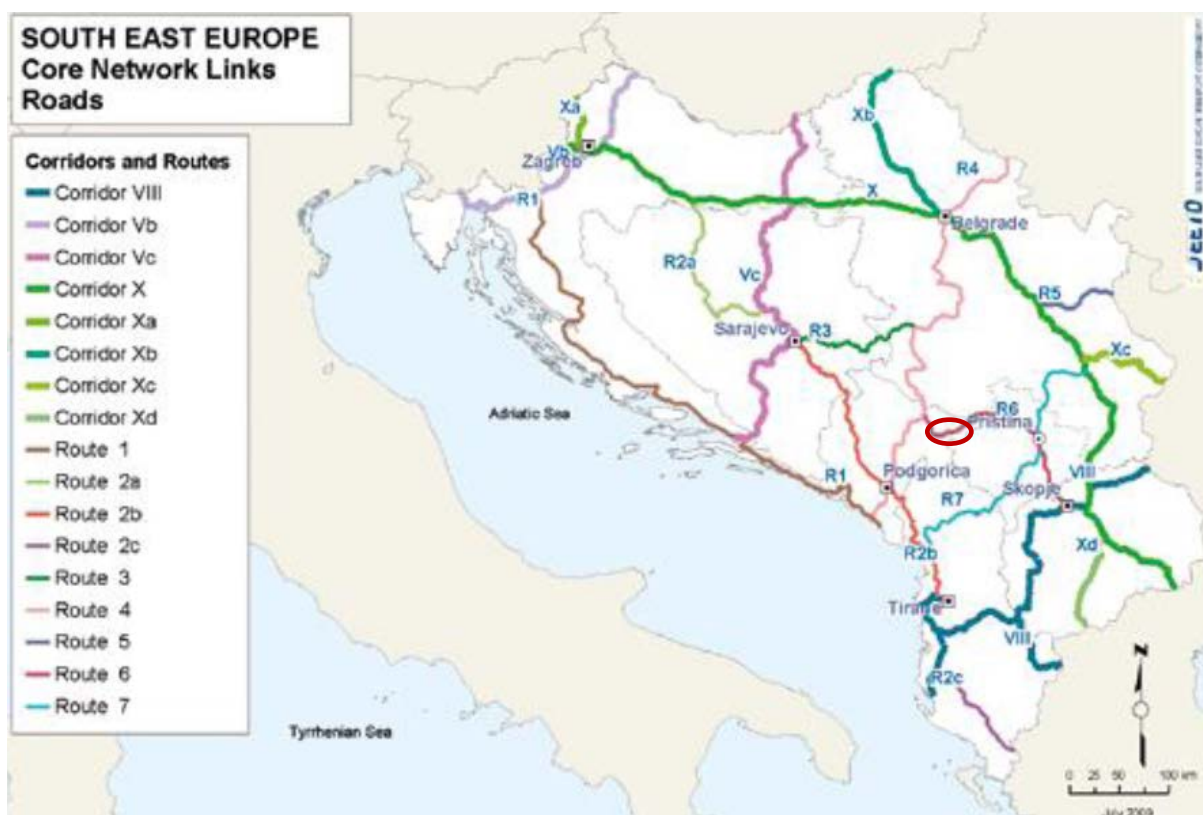 SOUTH EAST EUROPE
Core Network Links
Roads
Corridors and Routes
Corridor VIII
Corridor Vb
Corridor Vc
Corridor X
Corridor Xa
Corridor Xb
Corridor Xc
Corridor Xd
Route 1
Route 2a
Route 2b
Route 2c
Route 3
Route 4
Route 5
Route 6
Route 7
Xa
Vb
Zagreb
R1
Xb
R4
X
Belgrade
R2a
Vc
R5
Sarajevo
R3
Xc
Adriatic Sea
R6
Pristina
R1
Podgorica
VIII
Skopje
R7
R2b
Xd
Tirane
VIII
R2c
N
Tyrrhenian Sea
0 25 50 100 km